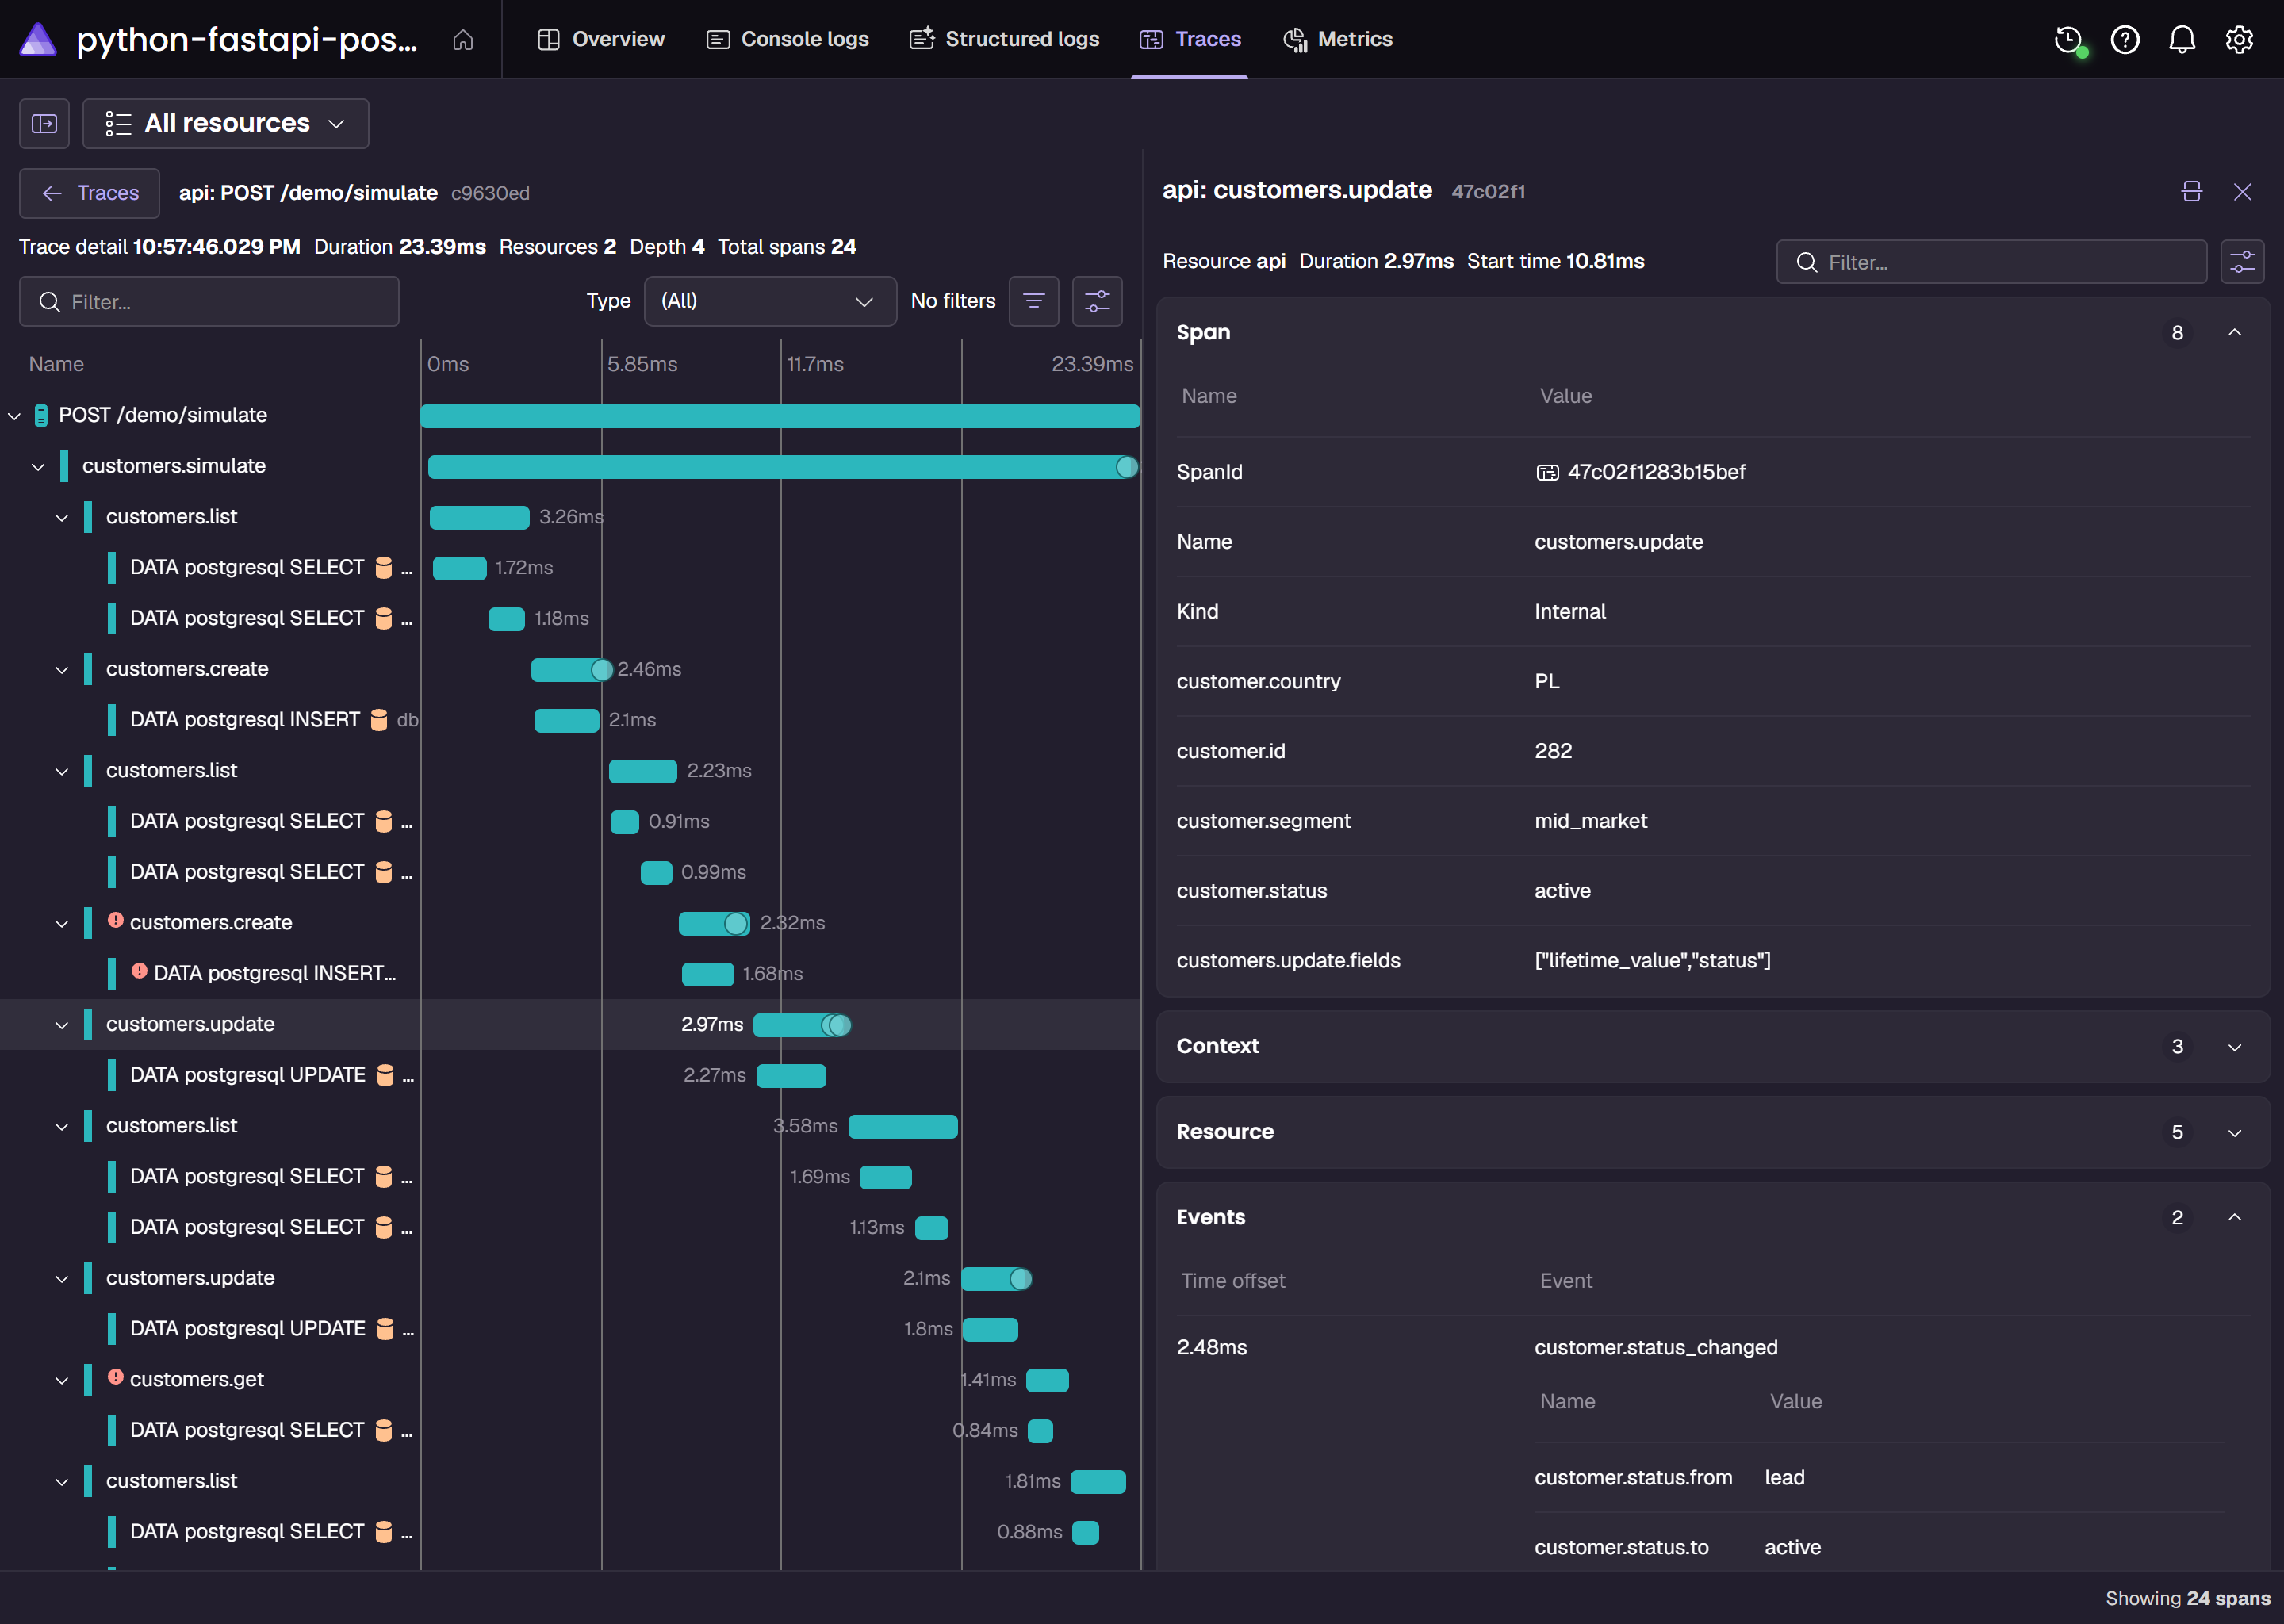 python-fastapi-pos...
Overview
Console logs
Structured logs
Traces
Metrics
All resources
Traces
api: POST /demo/simulate c9630ed
Trace detail 10:57:46.029 PM Duration 23.39ms Resources 2 Depth 4 Total spans 24
Filter...
Type
(All)
No filters
Name
0ms
5.85ms
11.7ms
23.39ms
POST /demo/simulate
customers.simulate
customers.list
3.26ms
DATA postgresql SELECT ...
1.72ms
DATA postgresql SELECT ...
1.18ms
customers.create
2.46ms
DATA postgresql INSERT db
2.1ms
customers.list
2.23ms
DATA postgresql SELECT ...
0.91ms
DATA postgresql SELECT ...
0.99ms
customers.create
2.32ms
DATA postgresql INSERT...
1.68ms
customers.update
2.97ms
DATA postgresql UPDATE ...
2.27ms
customers.list
3.58ms
DATA postgresql SELECT ...
1.69ms
DATA postgresql SELECT ...
1.13ms
customers.update
2.1ms
DATA postgresql UPDATE ...
1.8ms
customers.get
1.41ms
DATA postgresql SELECT ...
0.84ms
customers.list
1.81ms
DATA postgresql SELECT ...
0.88ms
api: customers.update 47c02f1
Resource api Duration 2.97ms Start time 10.81ms
Filter...
Span
8
Name
Value
SpanId
47c02f1283b15bef
Name
customers.update
Kind
Internal
customer.country
PL
customer.id
282
customer.segment
mid_market
customer.status
active
customers.update.fields
["lifetime_value","status"]
Context
3
Resource
5
Events
2
Time offset
Event
2.48ms
customer.status_changed
Name
Value
customer.status.from
lead
customer.status.to
active
Showing 24 spans